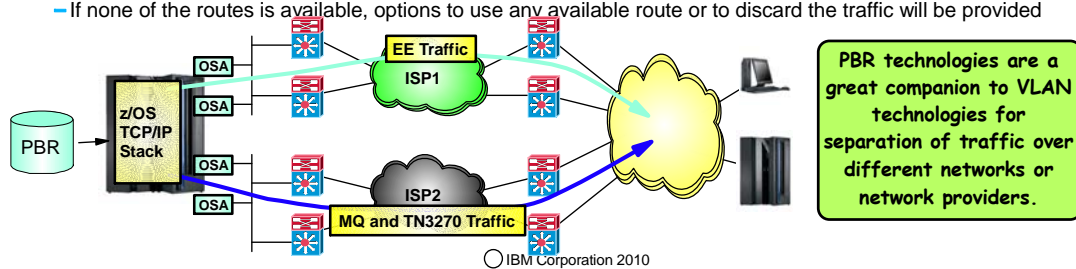 – If none of the routes is available, options to use any available route or to discard the traffic will be provided
EE Traffic
OSA
ISP1
OSA
z/OS
TCP/IP
Stack
PBR
OSA
ISP2
OSA
MQ and TN3270 Traffic
PBR technologies are a
great companion to VLAN
technologies for
separation of traffic over
different networks or
network providers.
IBM Corporation 2010